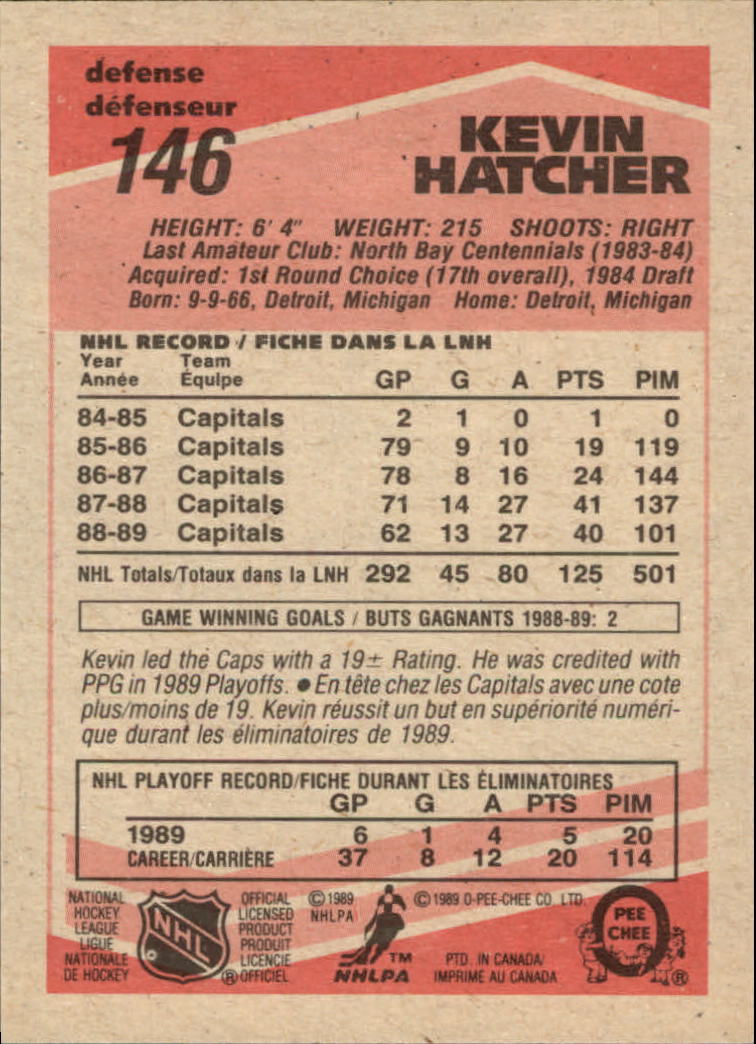 defense
défenseur
146
KEVIN
HATCHER
HEIGHT: 6' 4" WEIGHT: 215 SHOOTS: RIGHT
Last Amateur Club: North Bay Centennials (1983-84)
Acquired: 1st Round Choice (17th overall), 1984 Draft
Born: 9-9-66, Detroit, Michigan Home: Detroit, Michigan
NHL RECORD / FICHE DANS LA LNH
Year Team
Année Équipe GP G A PTS PIM
84-85 Capitals 2 1 0 1 0
85-86 Capitals 79 9 10 19 119
86-87 Capitals 78 8 16 24 144
87-88 Capitals 71 14 27 41 137
88-89 Capitals 62 13 27 40 101
NHL Totals/Totaux dans la LNH 292 45 80 125 501
GAME WINNING GOALS / BUTS GAGNANTS 1988-89: 2
Kevin led the Caps with a 19± Rating. He was credited with
PPG in 1989 Playoffs. ● En tête chez les Capitals avec une cote
plus/moins de 19. Kevin réussit un but en supériorité numéri-
que durant les éliminatoires de 1989.
NHL PLAYOFF RECORD/FICHE DURANT LES ÉLIMINATOIRES
GP G A PTS PIM
1989 6 1 4 5 20
CAREER/CARRIÈRE 37 8 12 20 114
NATIONAL
HOCKEY
LEAGUE
LIGUE
NATIONALE
DE HOCKEY
NHL
OFFICIAL
LICENSED
PRODUCT
PRODUIT
LICENCIE
® OFFICIEL
© 1989
NHLPA
TM
NHLPA
© 1989 O-PEE-CHEE CO. LTD.
PTD. IN CANADA/
IMPRIME AU CANADA
PEE
CHEE
®